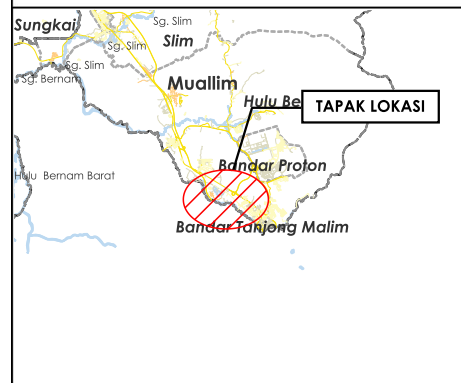 Sungkai
Sg. Slim
Sg. Slim
Slim
Sg. Slim
Sg. Bernam
Muallim
Hulu Be
TAPAK LOKASI
Bandar Proton
Hulu Bernam Barat
Bandar Tanjong Malim